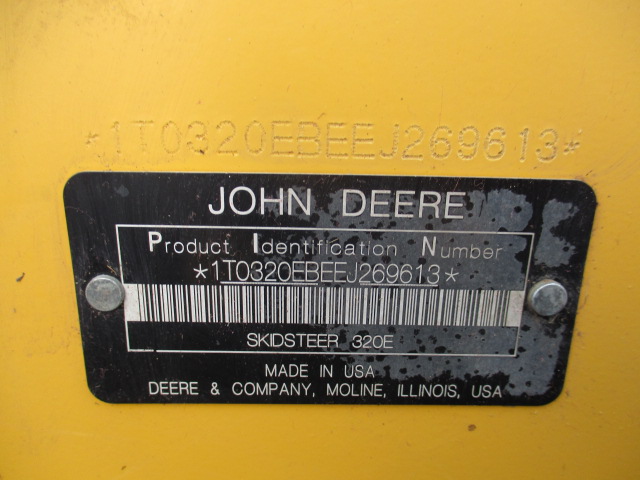 *1T0320EBEEJ269613*
JOHN DEERE
Product Identification Number
*1T0320EBEEJ269613*
SKIDSTEER 320E
MADE IN USA
DEERE & COMPANY, MOLINE, ILLINOIS, USA